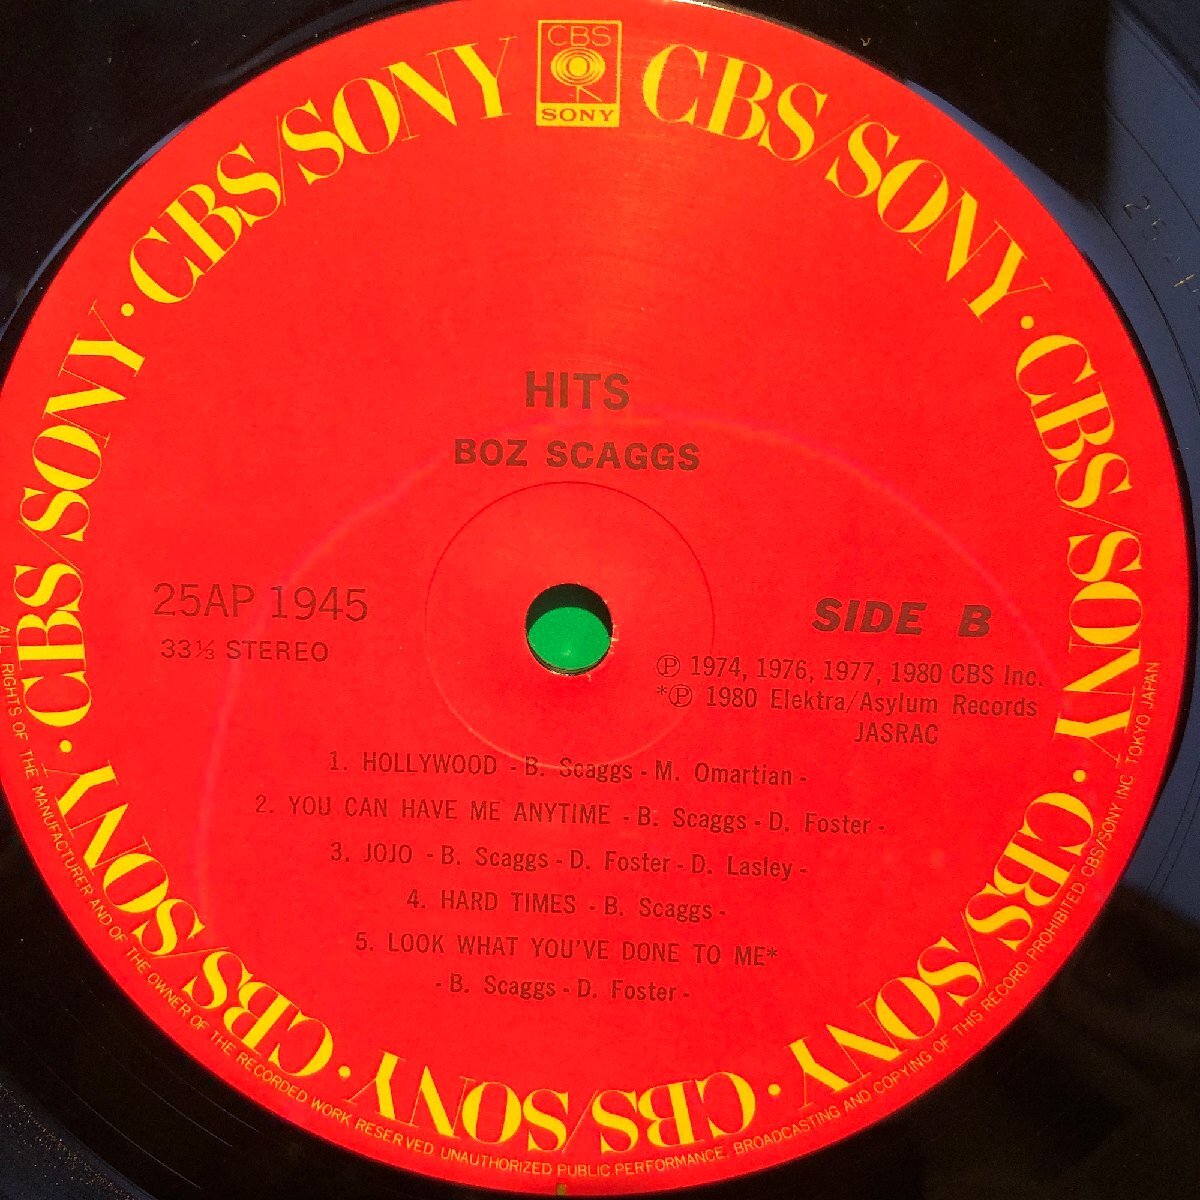 CBS
SONY
CBS/SONY · CBS/SONY · CBS/SONY · CBS/SONY · CBS/SONY · CBS/SONY · CBS/SONY · CBS/SONY
HITS
BOZ SCAGGS
25AP 1945
33⅓ STEREO
SIDE B
Ⓟ 1974, 1976, 1977, 1980 CBS Inc.
*Ⓟ 1980 Elektra/Asylum Records
JASRAC
1. HOLLYWOOD - B. Scaggs - M. Omartian -
2. YOU CAN HAVE ME ANYTIME - B. Scaggs - D. Foster -
3. JOJO - B. Scaggs - D. Foster - D. Lasley -
4. HARD TIMES - B. Scaggs -
5. LOOK WHAT YOU'VE DONE TO ME*
- B. Scaggs - D. Foster -
ALL RIGHTS OF THE MANUFACTURER AND OF THE OWNER OF THE RECORDED WORK RESERVED. UNAUTHORIZED PUBLIC PERFORMANCE, BROADCASTING AND COPYING OF THIS RECORD PROHIBITED. CBS/SONY INC. TOKYO JAPAN